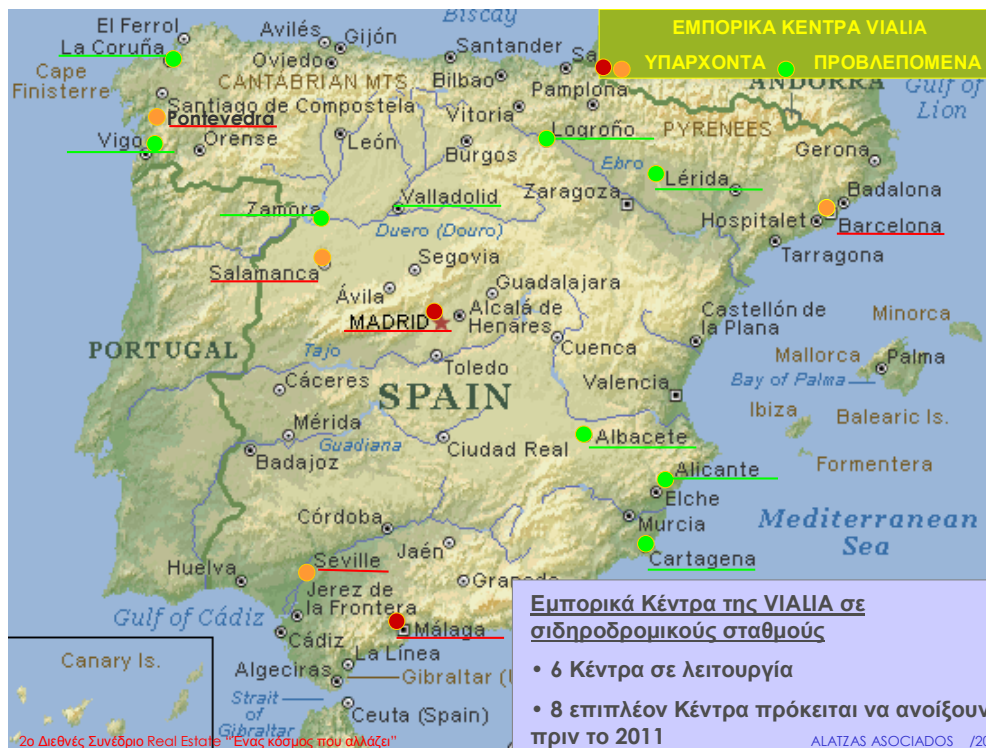 Biscay
ΕΜΠΟΡΙΚΑ ΚΕΝΤΡΑ VIALIA
ΥΠΑΡΧΟΝΤΑ ΠΡΟΒΛΕΠΟΜΕΝΑ
El Ferrol
Avilés
Gijón
La Coruña
Oviedo
Santander
Sa
Bilbao
Cape
Finisterre
CANTABRIAN MTS.
Pamplona
ANDORRA
Gulf of
Lion
Santiago de Compostela
Pontevedra
Vitoria
Logroño
PYRENEES
Vigo
Orense
León
Burgos
Gerona
Ebro
Lérida
Zamora
Valladolid
Zaragoza
Badalona
Hospitalet
Barcelona
Duero (Douro)
Tarragona
Salamanca
Segovia
Guadalajara
Ávila
Alcalá de
Henares
MADRID
Castellón de
la Plana
Minorca
PORTUGAL
Tajo
Toledo
Cuenca
Mallorca
Palma
Cáceres
SPAIN
Valencia
Bay of Palma
Ibiza
Balearic Is.
Mérida
Guadiana
Ciudad Real
Albacete
Badajoz
Formentera
Alicante
Elche
Córdoba
Murcia
Mediterranean
Sea
Jaén
Cartagena
Huelva
Seville
Granada
Jerez de
la Frontera
Gulf of Cádiz
Cádiz
Málaga
Canary Is.
La Línea
Algeciras
Gibraltar (
Strait
of
Gibraltar
Ceuta (Spain)
Εμπορικά Κέντρα της VIALIA σε
σιδηροδρομικούς σταθμούς
• 6 Κέντρα σε λειτουργία
• 8 επιπλέον Κέντρα πρόκειται να ανοίξουν
πριν το 2011
2ο Διεθνές Συνέδριο Real Estate "Ένας κόσμος που αλλάζει"
ALATZAS ASOCIADOS /20